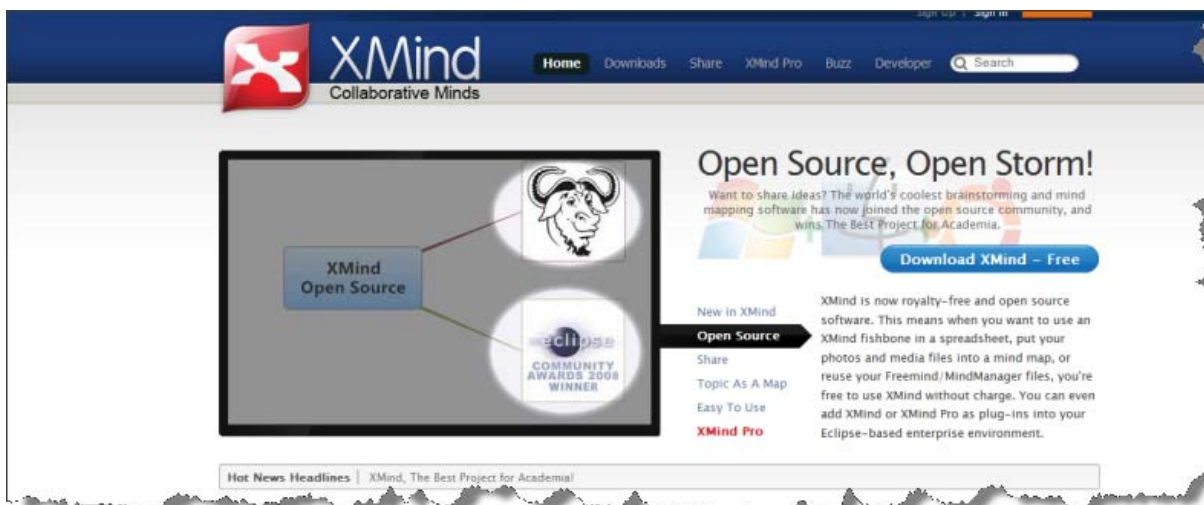 Sign Up | Sign In
XMind
Collaborative Minds
Home Downloads Share XMind Pro Buzz Developer Search
Open Source, Open Storm!
Want to share ideas? The world's coolest brainstorming and mind
mapping software has now joined the open source community, and
wins The Best Project for Academia.
Download XMind – Free
XMind
Open Source
eclipse
COMMUNITY
AWARDS 2008
WINNER
New in XMind
Open Source
Share
Topic As A Map
Easy To Use
XMind Pro
XMind is now royalty-free and open source
software. This means when you want to use an
XMind fishbone in a spreadsheet, put your
photos and media files into a mind map, or
reuse your Freemind/MindManager files, you're
free to use XMind without charge. You can even
add XMind or XMind Pro as plug-ins into your
Eclipse-based enterprise environment.
Hot News Headlines | XMind, The Best Project for Academia!